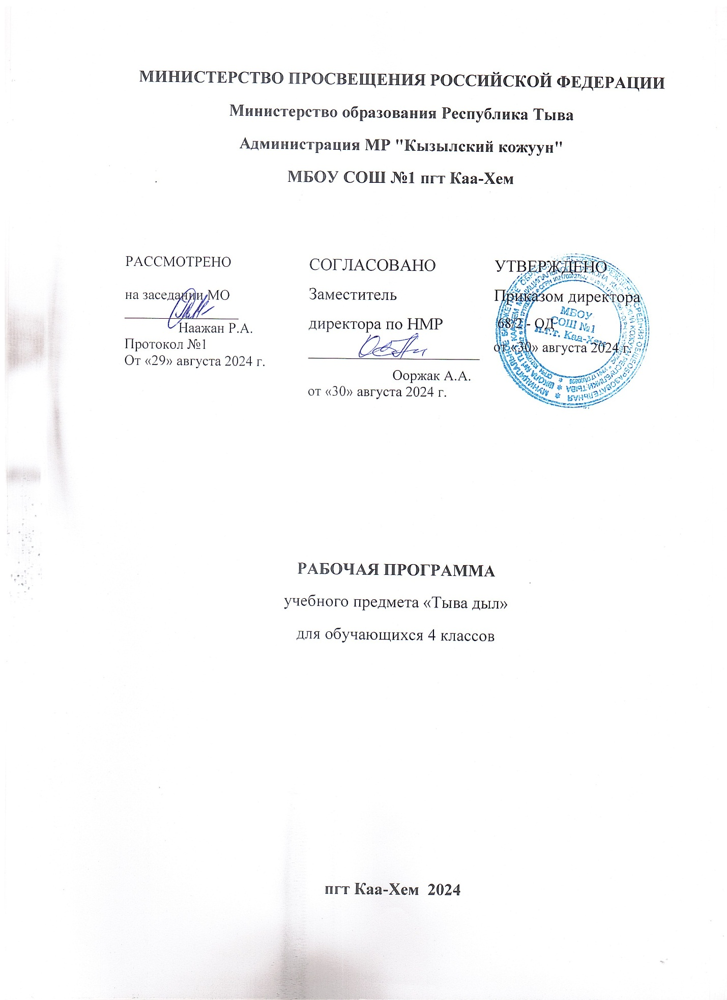 МИНИСТЕРСТВО ПРОСВЕЩЕНИЯ РОССИЙСКОЙ ФЕДЕРАЦИИ
Министерство образования Республика Тыва
Администрация МР "Кызылский кожуун"
МБОУ СОШ №1 пгт Каа-Хем
РАССМОТРЕНО
на заседании МО
Наажан Р.А.
Протокол №1
От «29» августа 2024 г.
СОГЛАСОВАНО
Заместитель
директора по НМР
Ооржак А.А.
от «30» августа 2024 г.
УТВЕРЖДЕНО
Приказом директора
68/2 - ОД
от «30» августа 2024 г.
МБОУ
СОШ №1
п.г.т. Каа-Хем
РАБОЧАЯ ПРОГРАММА
учебного предмета «Тыва дыл»
для обучающихся 4 классов
пгт Каа-Хем 2024